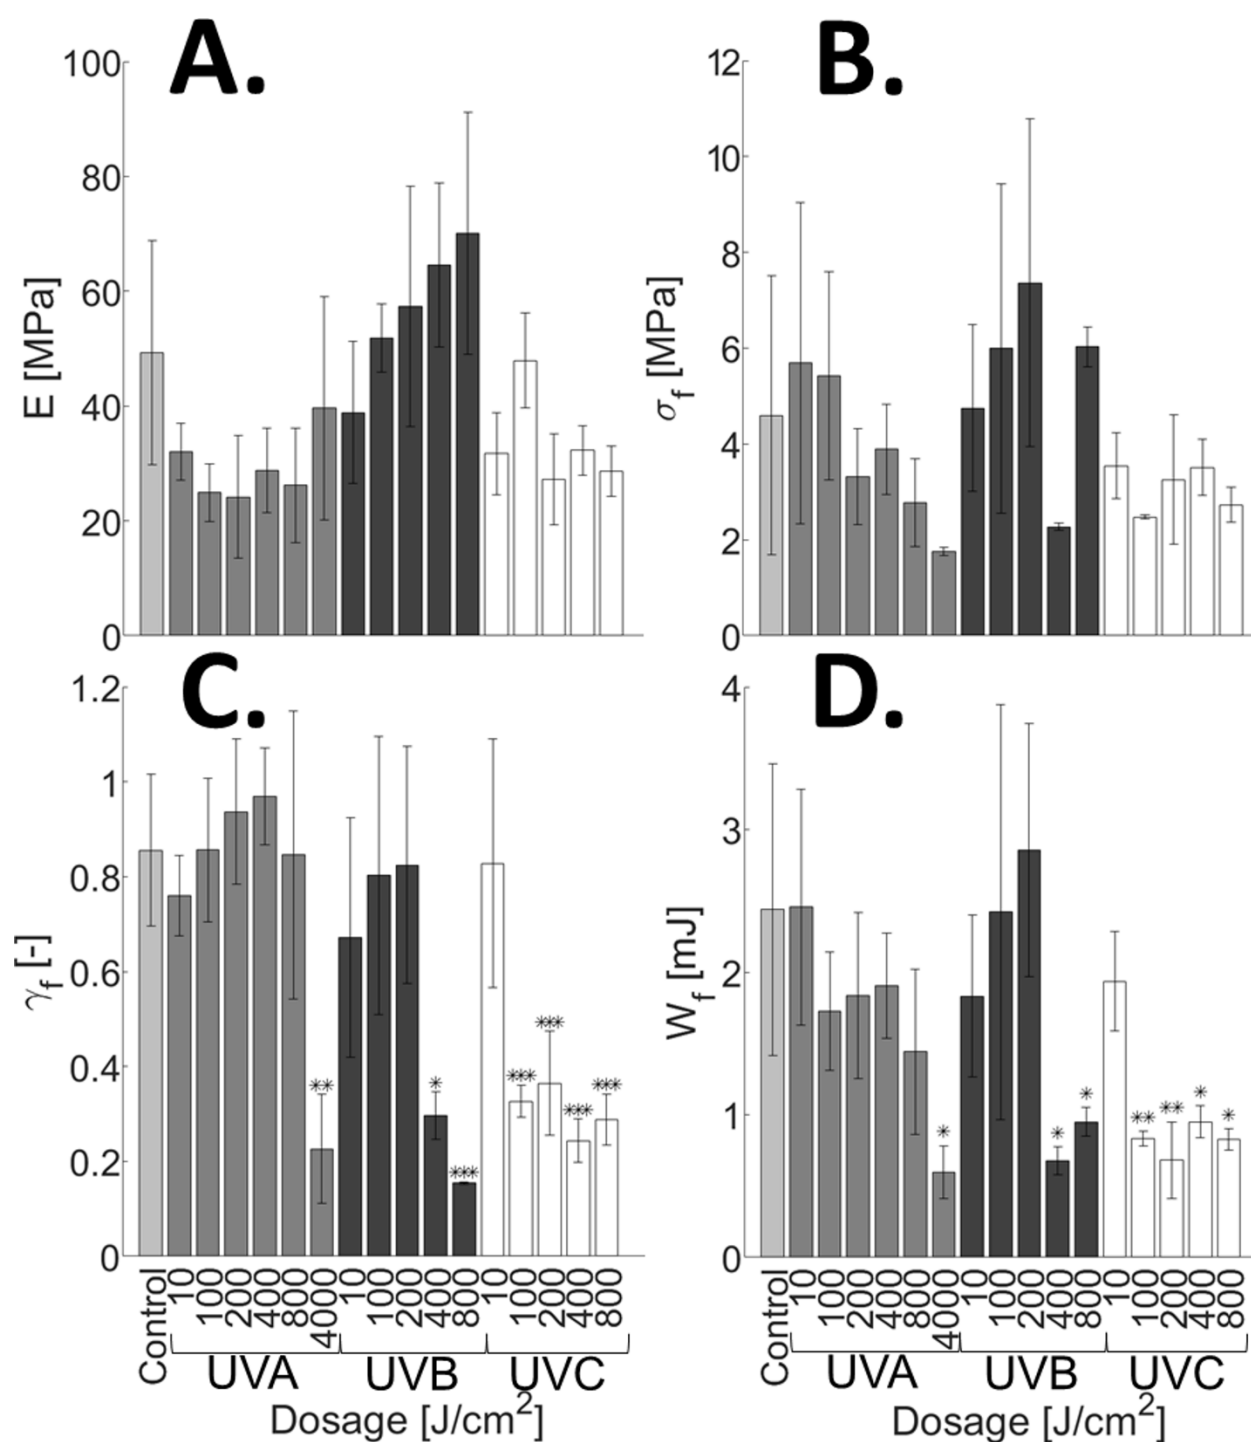 A.
B.
100
80
60
40
20
0
E [MPa]
12
10
8
6
4
2
0
σf [MPa]
C.
D.
1.2
1
0.8
0.6
0.4
0.2
0
γf [-]
** * *** *** *** *** ***
4
3
2
1
0
Wf [mJ]
* * * ** ** * *
Control 10 100 200 400 800 4000 10 100 200 400 800 10 100 200 400 800
UVA UVB UVC
Dosage [J/cm²]
Control 10 100 200 400 800 4000 10 100 200 400 800 10 100 200 400 800
UVA UVB UVC
Dosage [J/cm²]